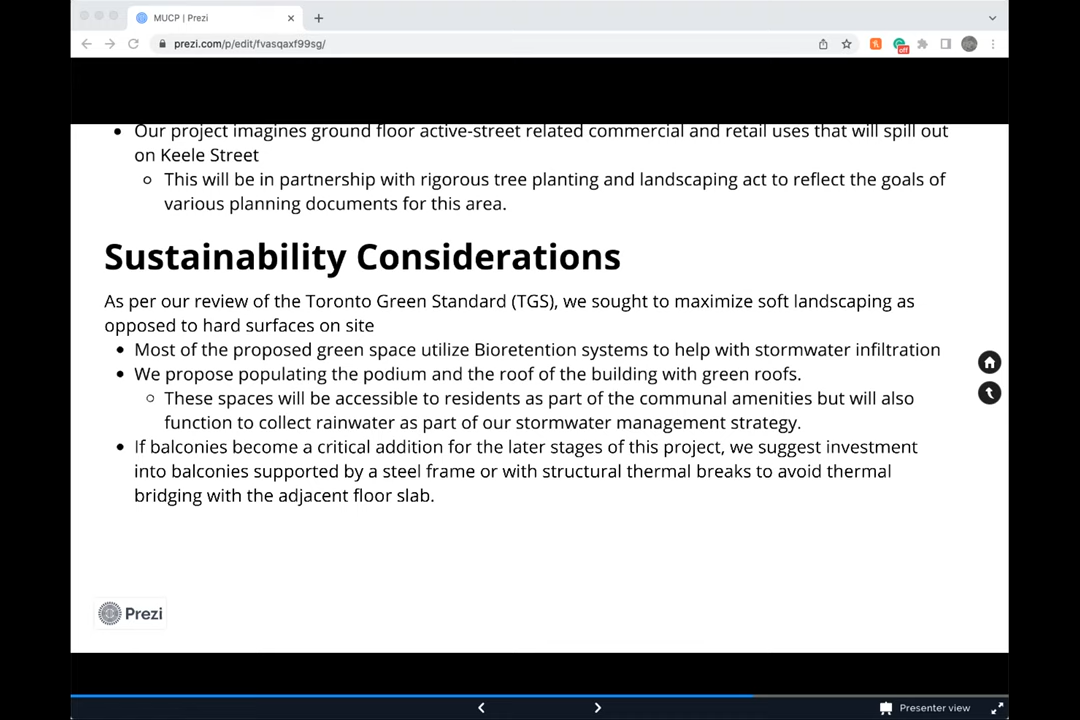 MUCP | Prezi
prezi.com/p/edit/fvasqaxf99sg/
off
• Our project imagines ground floor active-street related commercial and retail uses that will spill out
on Keele Street
◦ This will be in partnership with rigorous tree planting and landscaping act to reflect the goals of
various planning documents for this area.
Sustainability Considerations
As per our review of the Toronto Green Standard (TGS), we sought to maximize soft landscaping as
opposed to hard surfaces on site
• Most of the proposed green space utilize Bioretention systems to help with stormwater infiltration
• We propose populating the podium and the roof of the building with green roofs.
◦ These spaces will be accessible to residents as part of the communal amenities but will also
function to collect rainwater as part of our stormwater management strategy.
• If balconies become a critical addition for the later stages of this project, we suggest investment
into balconies supported by a steel frame or with structural thermal breaks to avoid thermal
bridging with the adjacent floor slab.
Prezi
Presenter view